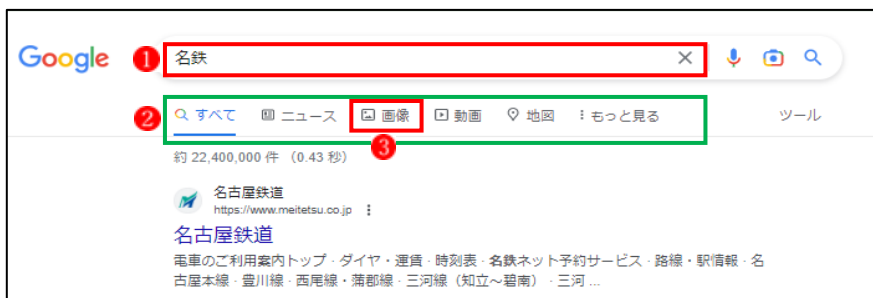 Google
1
名鉄
2
すべて ニュース 画像 動画 地図 もっと見る ツール
3
約 22,400,000 件 （0.43 秒）
名古屋鉄道
https://www.meitetsu.co.jp
名古屋鉄道
電車のご利用案内トップ · ダイヤ・運賃・時刻表・名鉄ネット予約サービス · 路線・駅情報 · 名
古屋本線 · 豊川線・西尾線・蒲郡線・三河線（知立～碧南） · 三河 ...